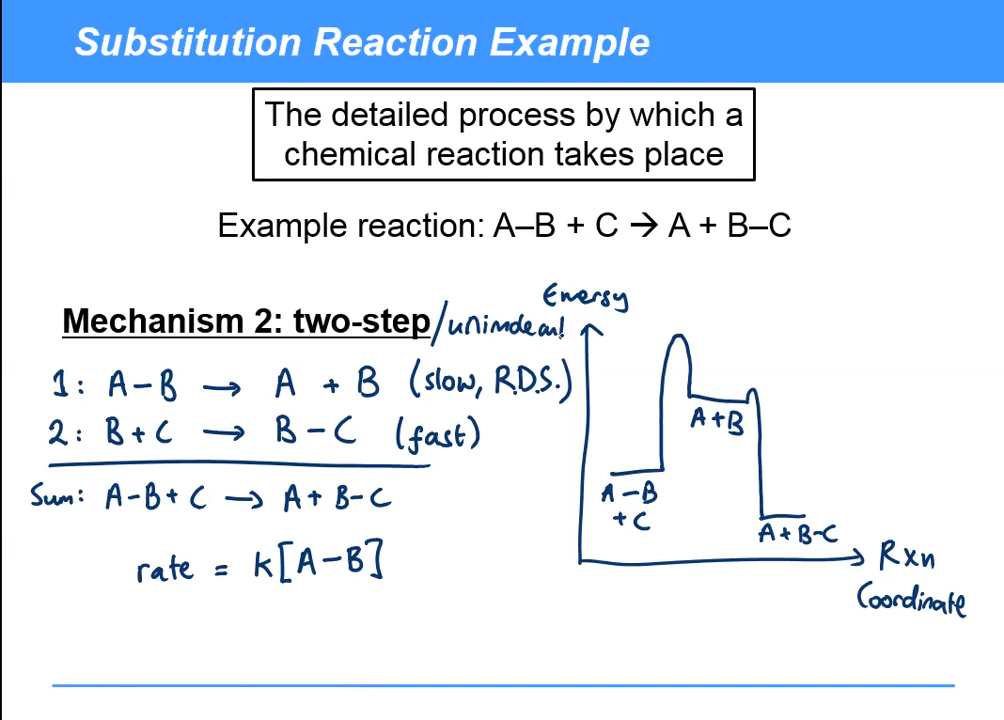 Substitution Reaction Example
The detailed process by which a
chemical reaction takes place
Example reaction: A–B + C → A + B–C
Mechanism 2: two-step
1: A–B → A + B (slow, R.D.S.)
2: B + C → B – C (fast)
Sum: A–B + C → A + B–C
rate = k[A–B]
Energy
A–B
+ C
A+B
A + B–C
Rxn
Coordinate